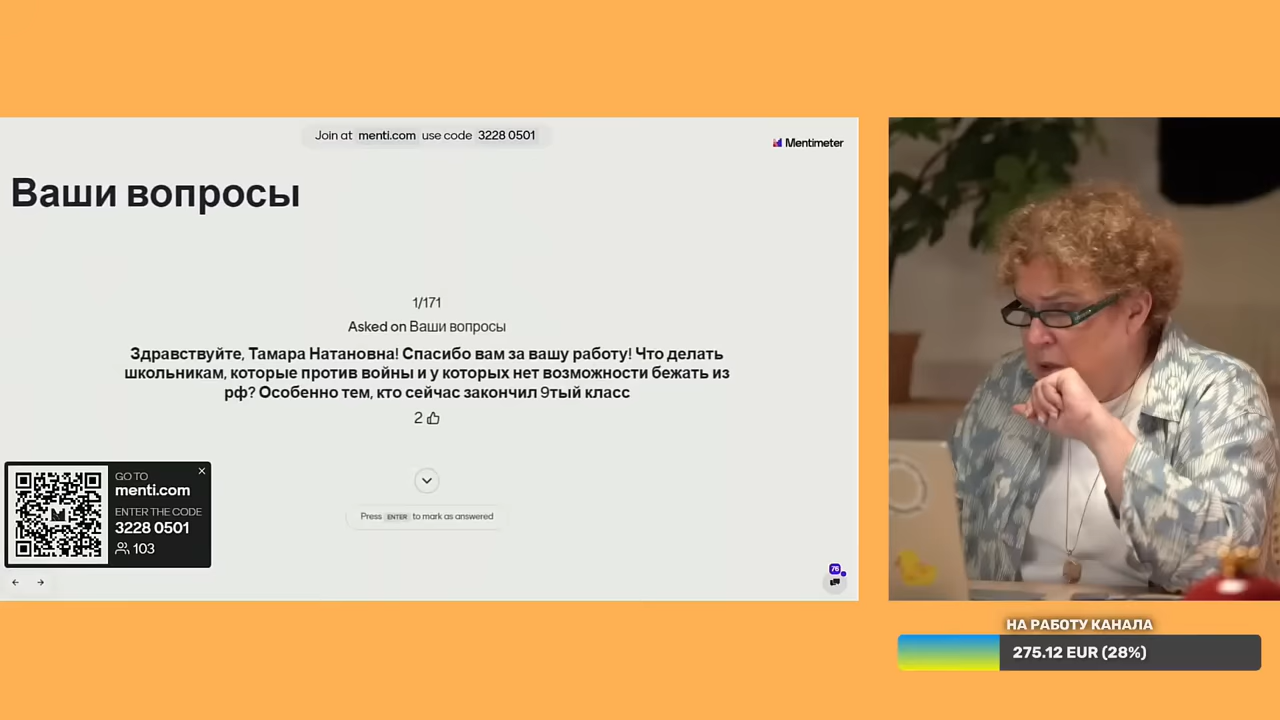 Join at menti.com use code 3228 0501
Mentimeter
Ваши вопросы
1/171
Asked on Ваши вопросы
Здравствуйте, Тамара Натановна! Спасибо вам за вашу работу! Что делать
школьникам, которые против войны и у которых нет возможности бежать из
рф? Особенно тем, кто сейчас закончил 9тый класс
2
Press ENTER to mark as answered
GO TO
menti.com
ENTER THE CODE
3228 0501
103
76
НА РАБОТУ КАНАЛА
275.12 EUR (28%)